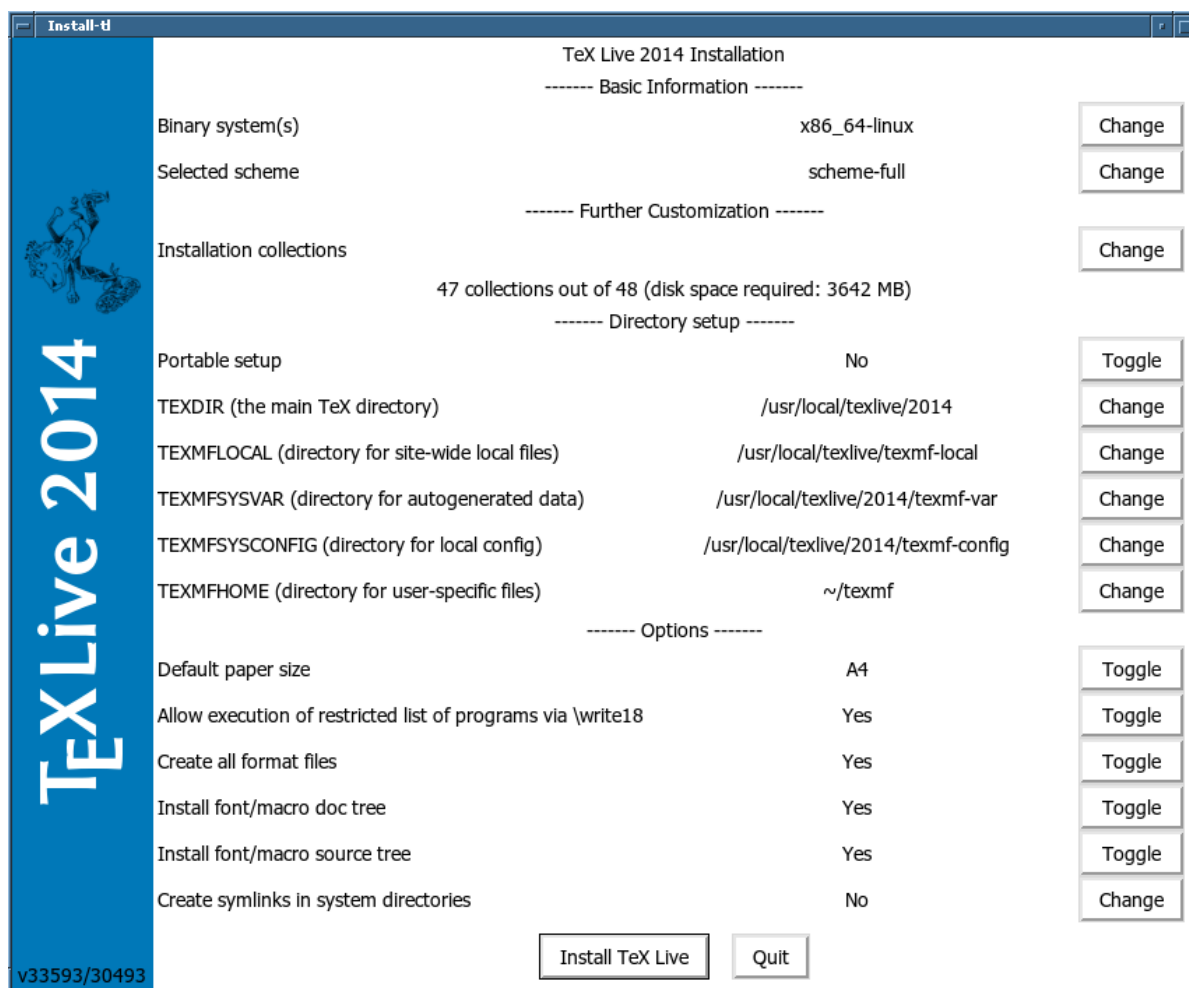 Install-tl
TeX Live 2014 Installation
------- Basic Information -------
Binary system(s) x86_64-linux Change
Selected scheme scheme-full Change
------- Further Customization -------
Installation collections Change
47 collections out of 48 (disk space required: 3642 MB)
------- Directory setup -------
Portable setup No Toggle
TEXDIR (the main TeX directory) /usr/local/texlive/2014 Change
TEXMFLOCAL (directory for site-wide local files) /usr/local/texlive/texmf-local Change
TEXMFSYSVAR (directory for autogenerated data) /usr/local/texlive/2014/texmf-var Change
TEXMFSYSCONFIG (directory for local config) /usr/local/texlive/2014/texmf-config Change
TEXMFHOME (directory for user-specific files) ~/texmf Change
------- Options -------
Default paper size A4 Toggle
Allow execution of restricted list of programs via \write18 Yes Toggle
Create all format files Yes Toggle
Install font/macro doc tree Yes Toggle
Install font/macro source tree Yes Toggle
Create symlinks in system directories No Change
Install TeX Live Quit
TEXLive 2014
v33593/30493